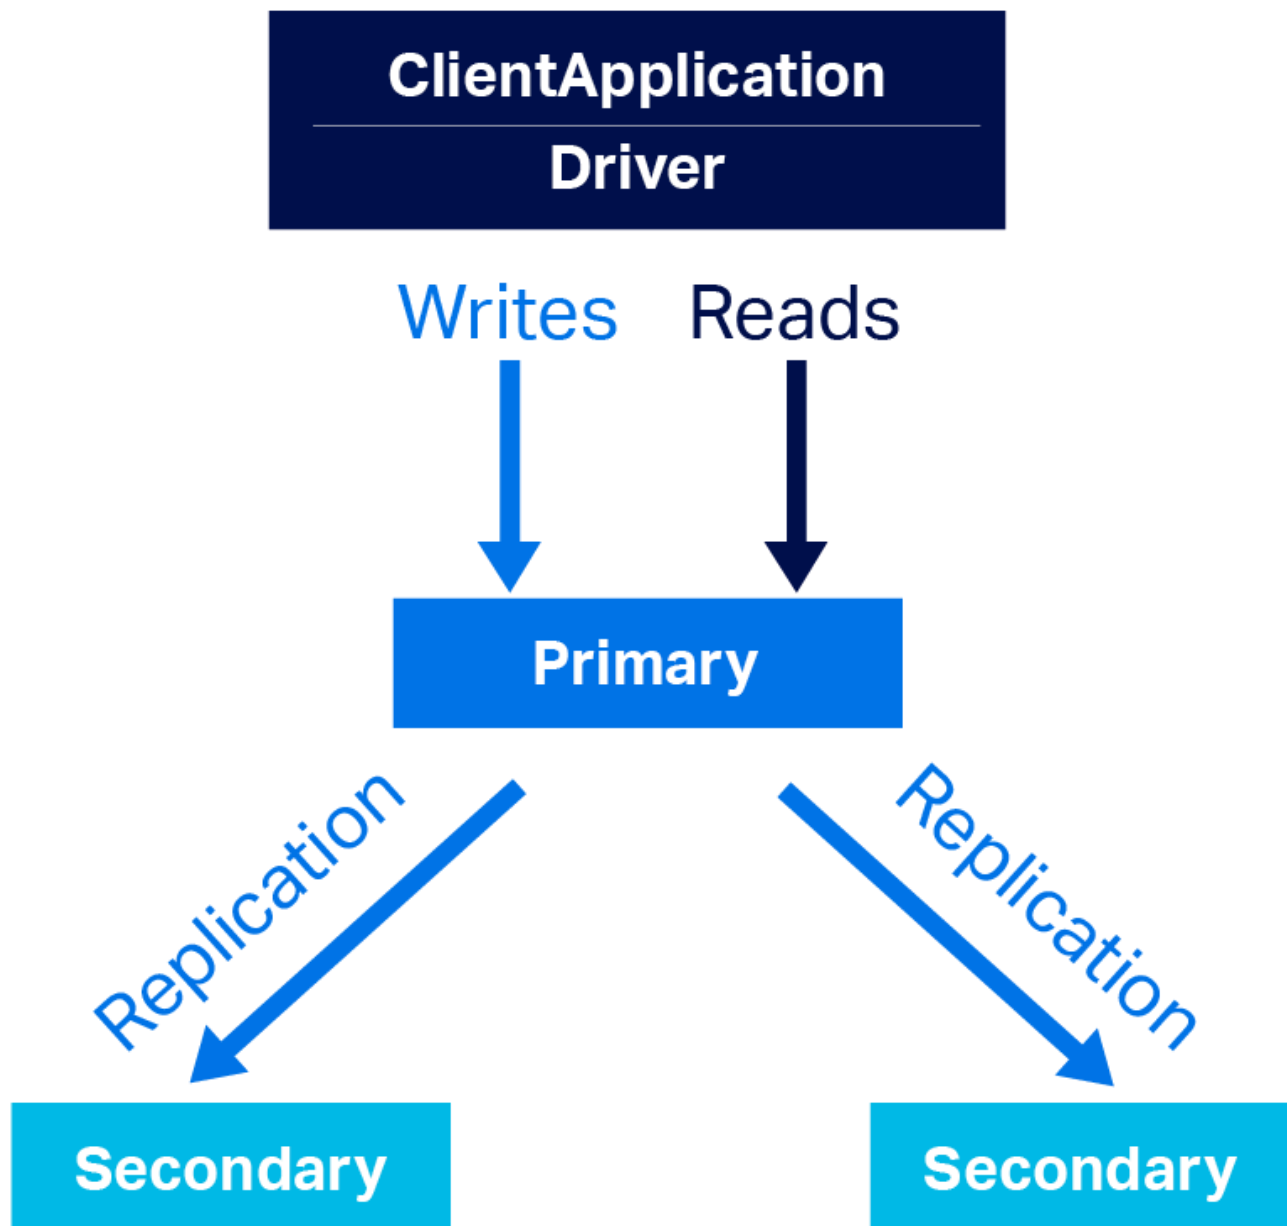 ClientApplication
Driver
Writes
Reads
Primary
Replication
Replication
Secondary
Secondary